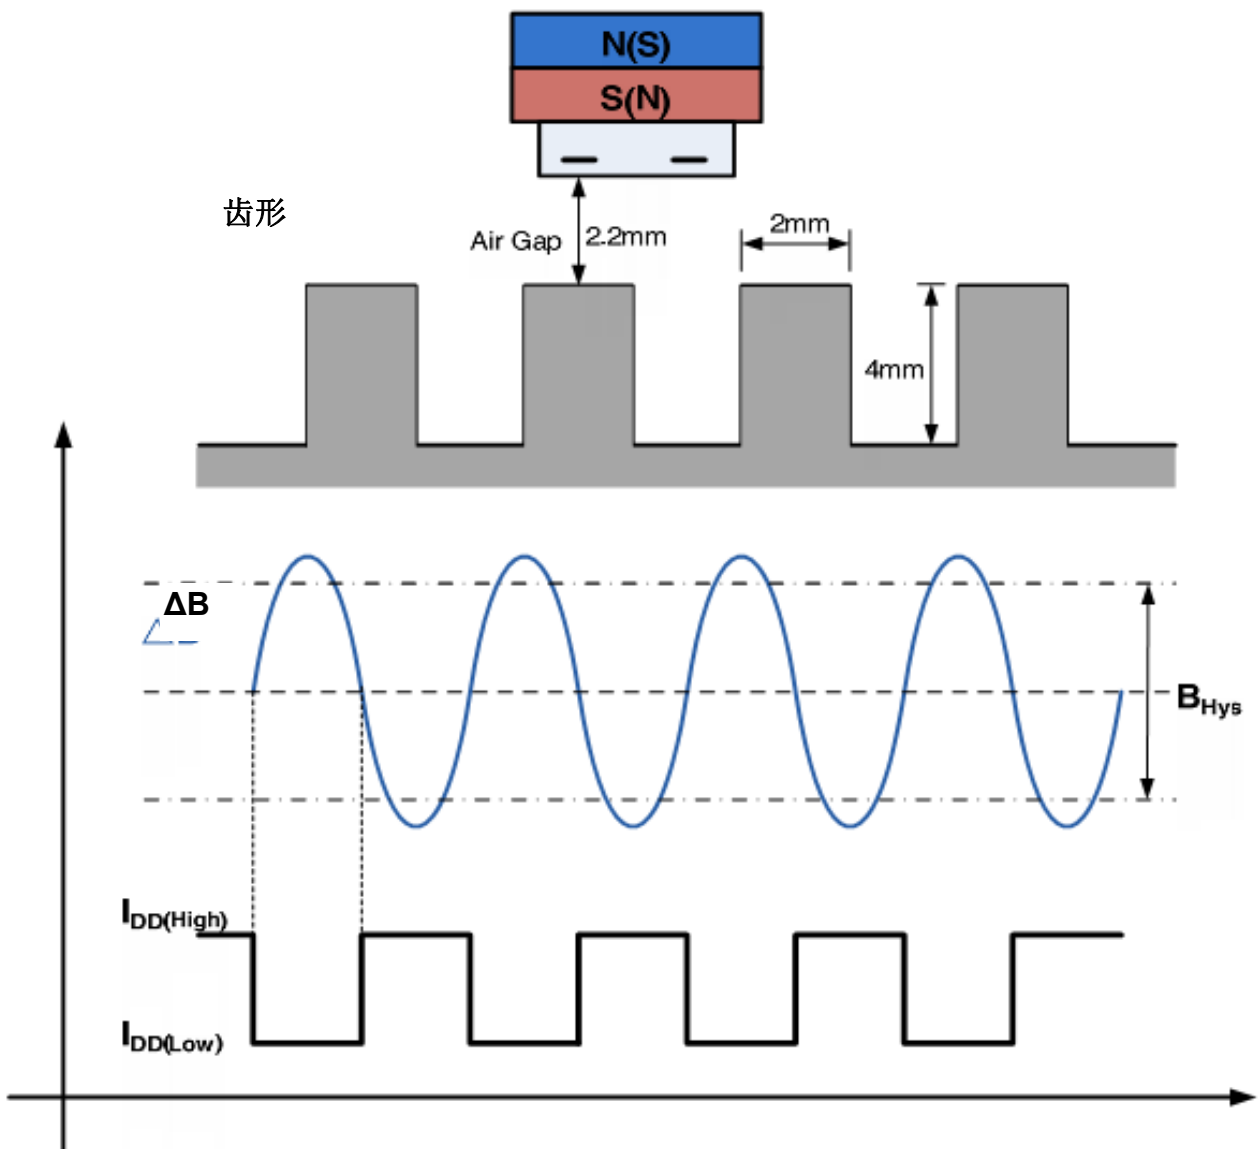 N(S)
S(N)
齿形
Air Gap
2.2mm
2mm
4mm
ΔB
BHys
IDD(High)
IDD(Low)